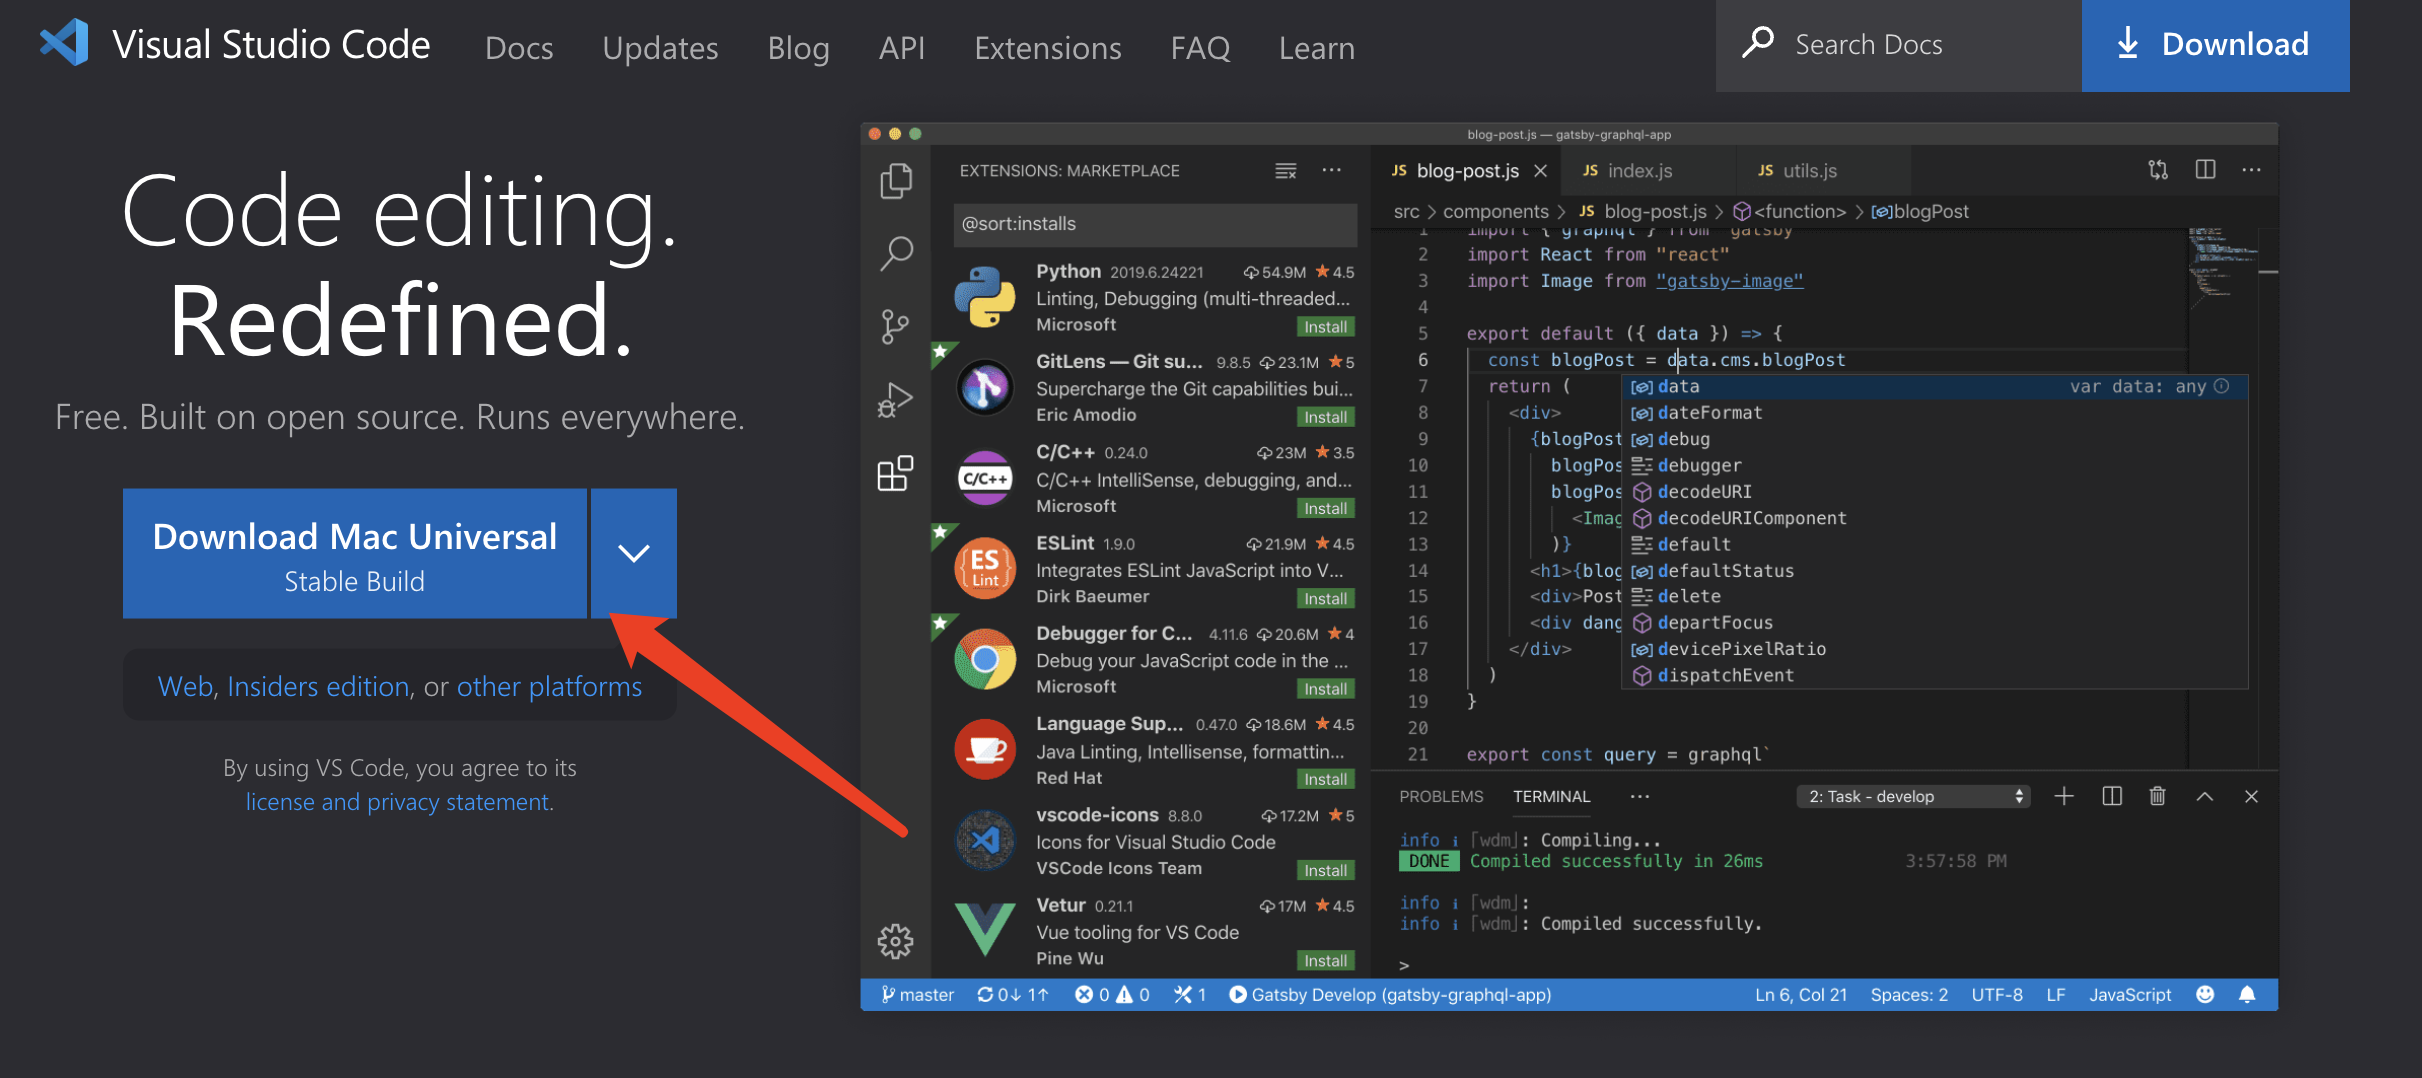 Visual Studio Code Docs Updates Blog API Extensions FAQ Learn Search Docs Download
Code editing.
Redefined.
Free. Built on open source. Runs everywhere.
Download Mac Universal
Stable Build
Web, Insiders edition, or other platforms
By using VS Code, you agree to its
license and privacy statement.
blog-post.js — gatsby-graphql-app
EXTENSIONS: MARKETPLACE
@sort:installs
Python 2019.6.24221 54.9M 4.5
Linting, Debugging (multi-threaded...
Microsoft Install
GitLens — Git su... 9.8.5 23.1M 5
Supercharge the Git capabilities bui...
Eric Amodio Install
C/C++
C/C++ 0.24.0 23M 3.5
C/C++ IntelliSense, debugging, and...
Microsoft Install
ES
Lint
ESLint 1.9.0 21.9M 4.5
Integrates ESLint JavaScript into V...
Dirk Baeumer Install
Debugger for C... 4.11.6 20.6M 4
Debug your JavaScript code in the ...
Microsoft Install
Language Sup... 0.47.0 18.6M 4.5
Java Linting, Intellisense, formattin...
Red Hat Install
vscode-icons 8.8.0 17.2M 5
Icons for Visual Studio Code
VSCode Icons Team Install
Vetur 0.21.1 17M 4.5
Vue tooling for VS Code
Pine Wu Install
JS blog-post.js JS index.js JS utils.js
src > components > JS blog-post.js > <function> > blogPost
1 import { graphql } from "gatsby"
2 import React from "react"
3 import Image from "gatsby-image"
4
5 export default ({ data }) => {
6 const blogPost = data.cms.blogPost
7 return (
8 <div>
9 {blogPost
10 blogPos
11 blogPos
12 <Imag
13 )}
14 <h1>{blog
15 <div>Post
16 <div dang
17 </div>
18 )
19 }
20
21 export const query = graphql`
data var data: any
dateFormat
debug
debugger
decodeURI
decodeURIComponent
default
defaultStatus
delete
departFocus
devicePixelRatio
dispatchEvent
PROBLEMS TERMINAL ... 2: Task - develop
info i ｢wdm｣: Compiling...
DONE Compiled successfully in 26ms 3:57:58 PM
info i ｢wdm｣:
info i ｢wdm｣: Compiled successfully.
>
master 0↓ 1↑ 0 0 1 Gatsby Develop (gatsby-graphql-app) Ln 6, Col 21 Spaces: 2 UTF-8 LF JavaScript